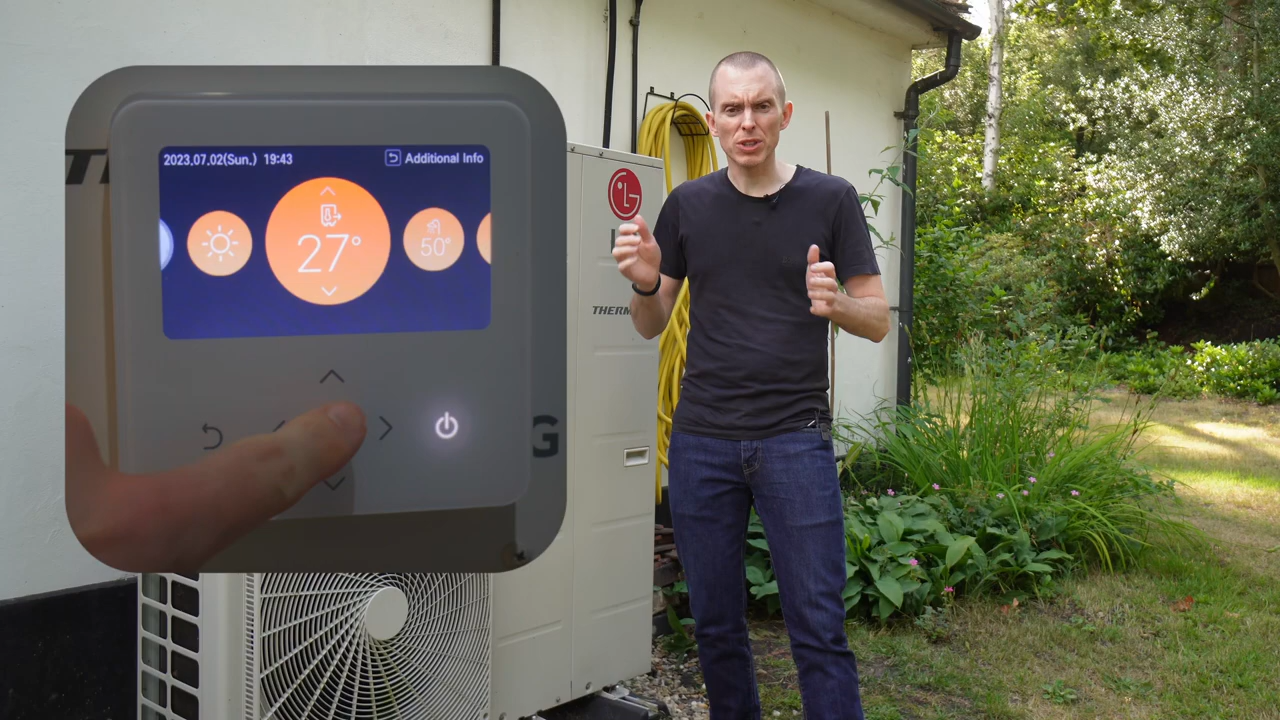 2023.07.02(Sun.) 19:43
Additional Info
27°
50°
LG
THERM
G